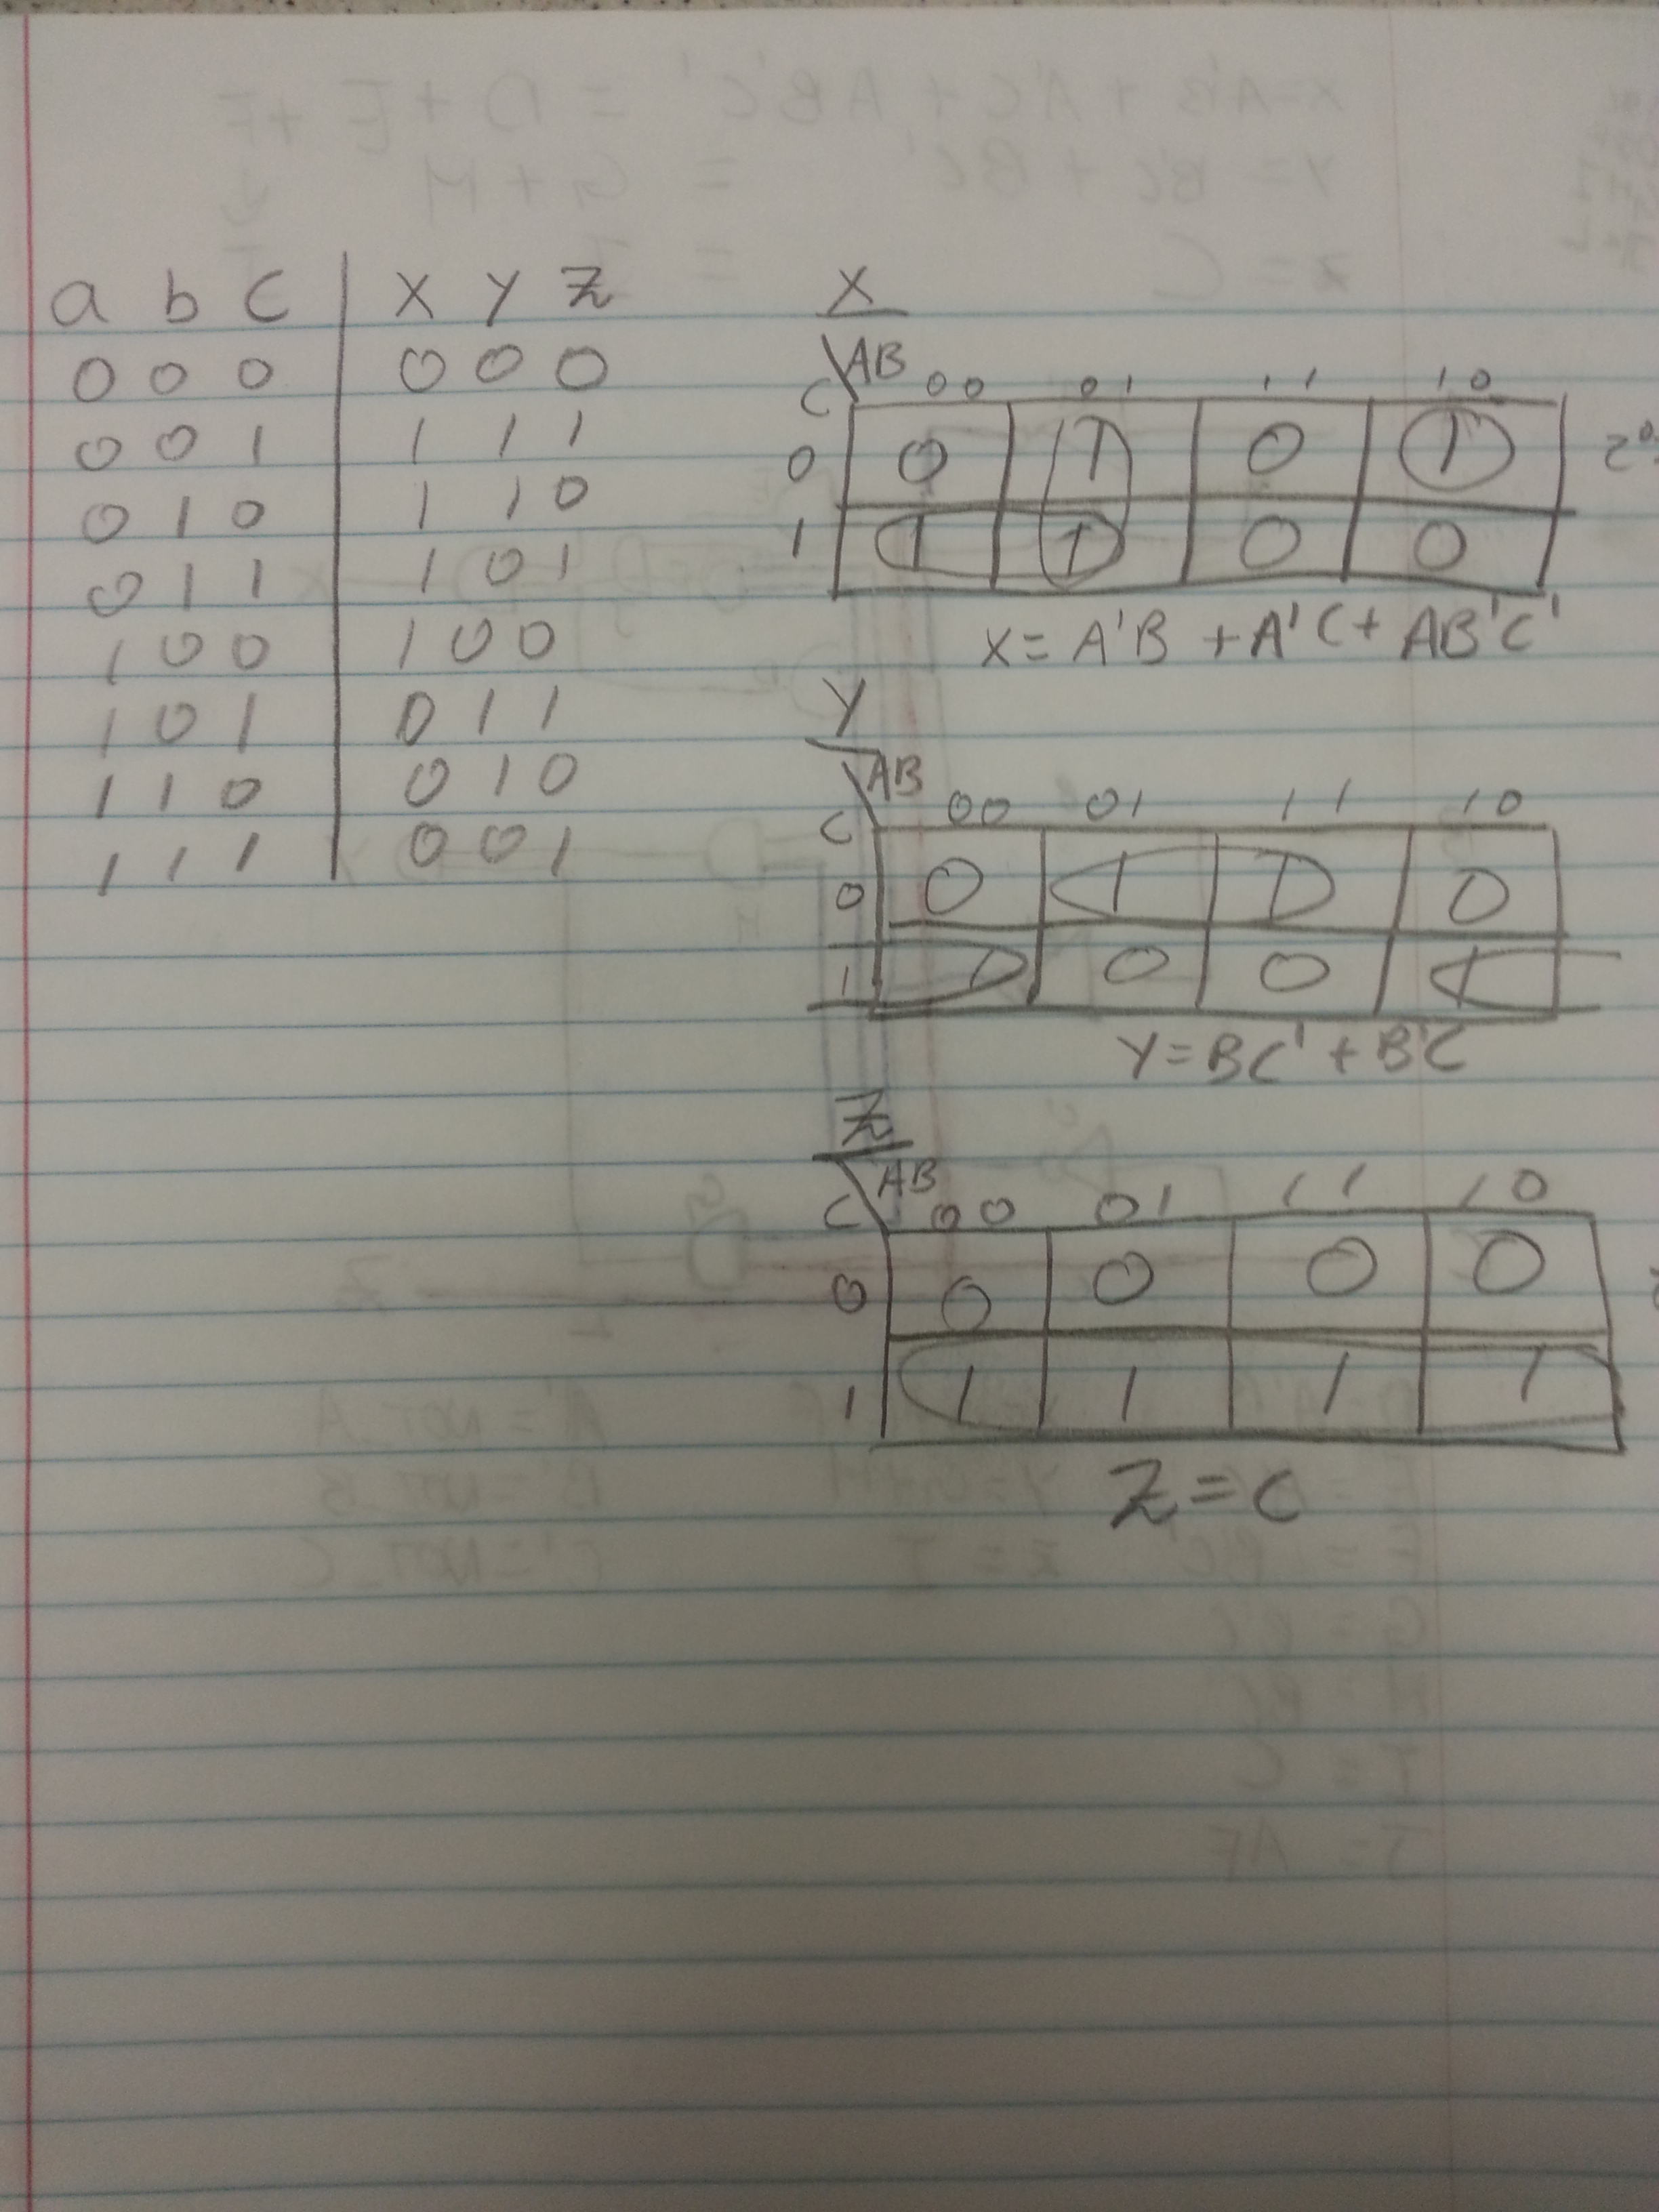 a b c x y z
0 0 0 0 0 0
0 0 1 1 1 1
0 1 0 1 1 0
0 1 1 1 0 1
1 0 0 1 0 0
1 0 1 0 1 1
1 1 0 0 1 0
1 1 1 0 0 1
X
AB
C 00 01 11 10
0 0 1 0 1
1 1 1 0 0
X = A'B + A'C + AB'C'
Y
AB
C 00 01 11 10
0 0 1 1 0
1 1 0 0 1
Y = BC' + B'C
Z
AB
C 00 01 11 10
0 0 0 0 0
1 1 1 1 1
Z = C